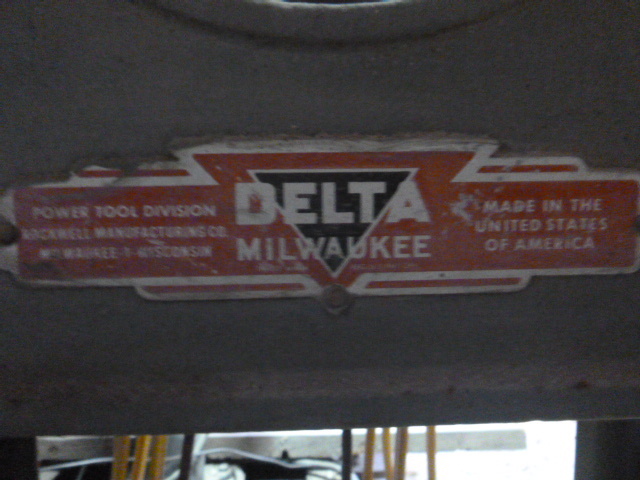 DELTA
MILWAUKEE
POWER TOOL DIVISION
ROCKWELL MANUFACTURING CO.
MILWAUKEE 1 WISCONSIN
MADE IN THE
UNITED STATES
OF AMERICA